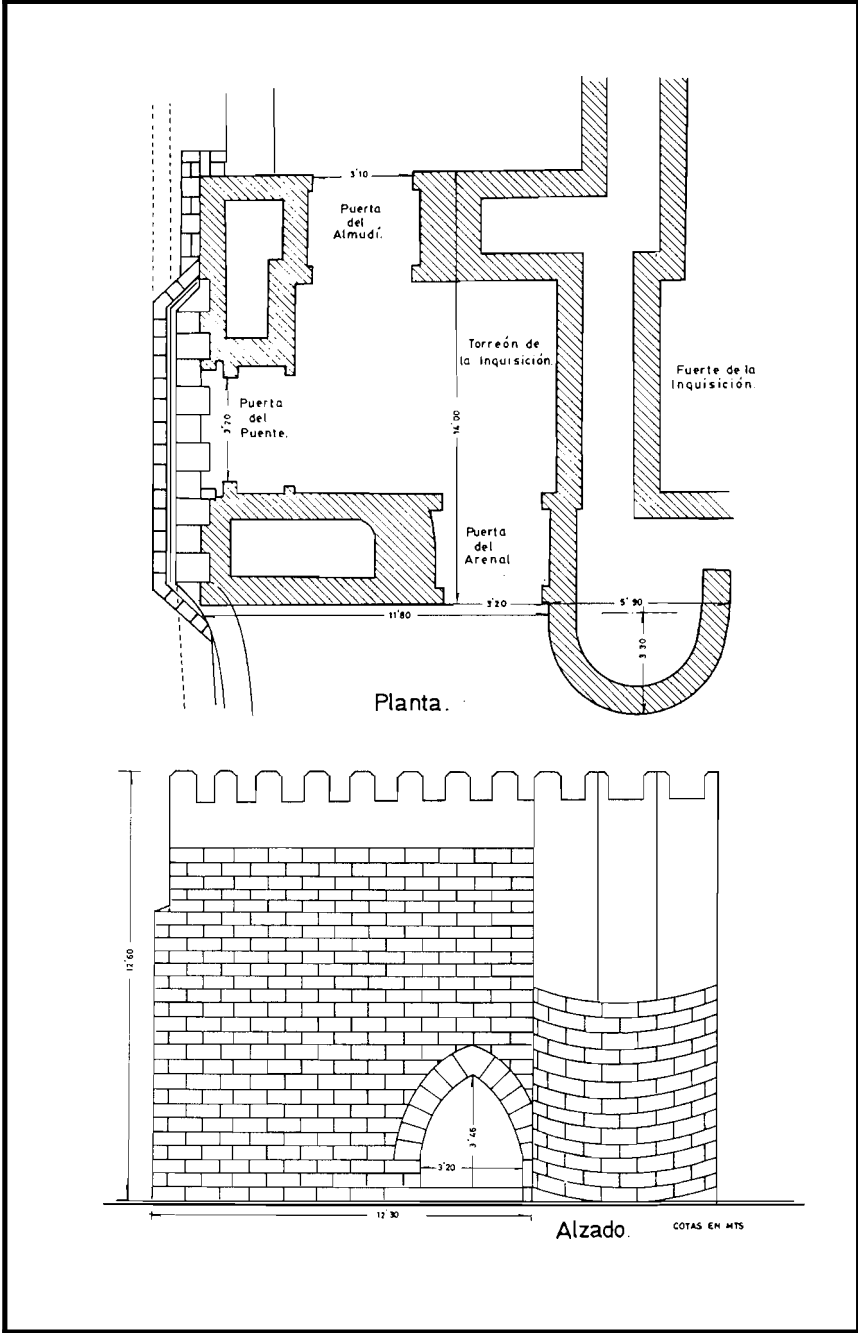 3'10
Puerta
del
Almudí.
Torreón de
la Inquisición.
Fuerte de la
Inquisición.
Puerta
del
Puente.
3'20
14'00
Puerta
del
Arenal
3'20
5'90
11'80
3'30
Planta.
12'60
3'46
3'20
12'30
Alzado.
COTAS EN MTS